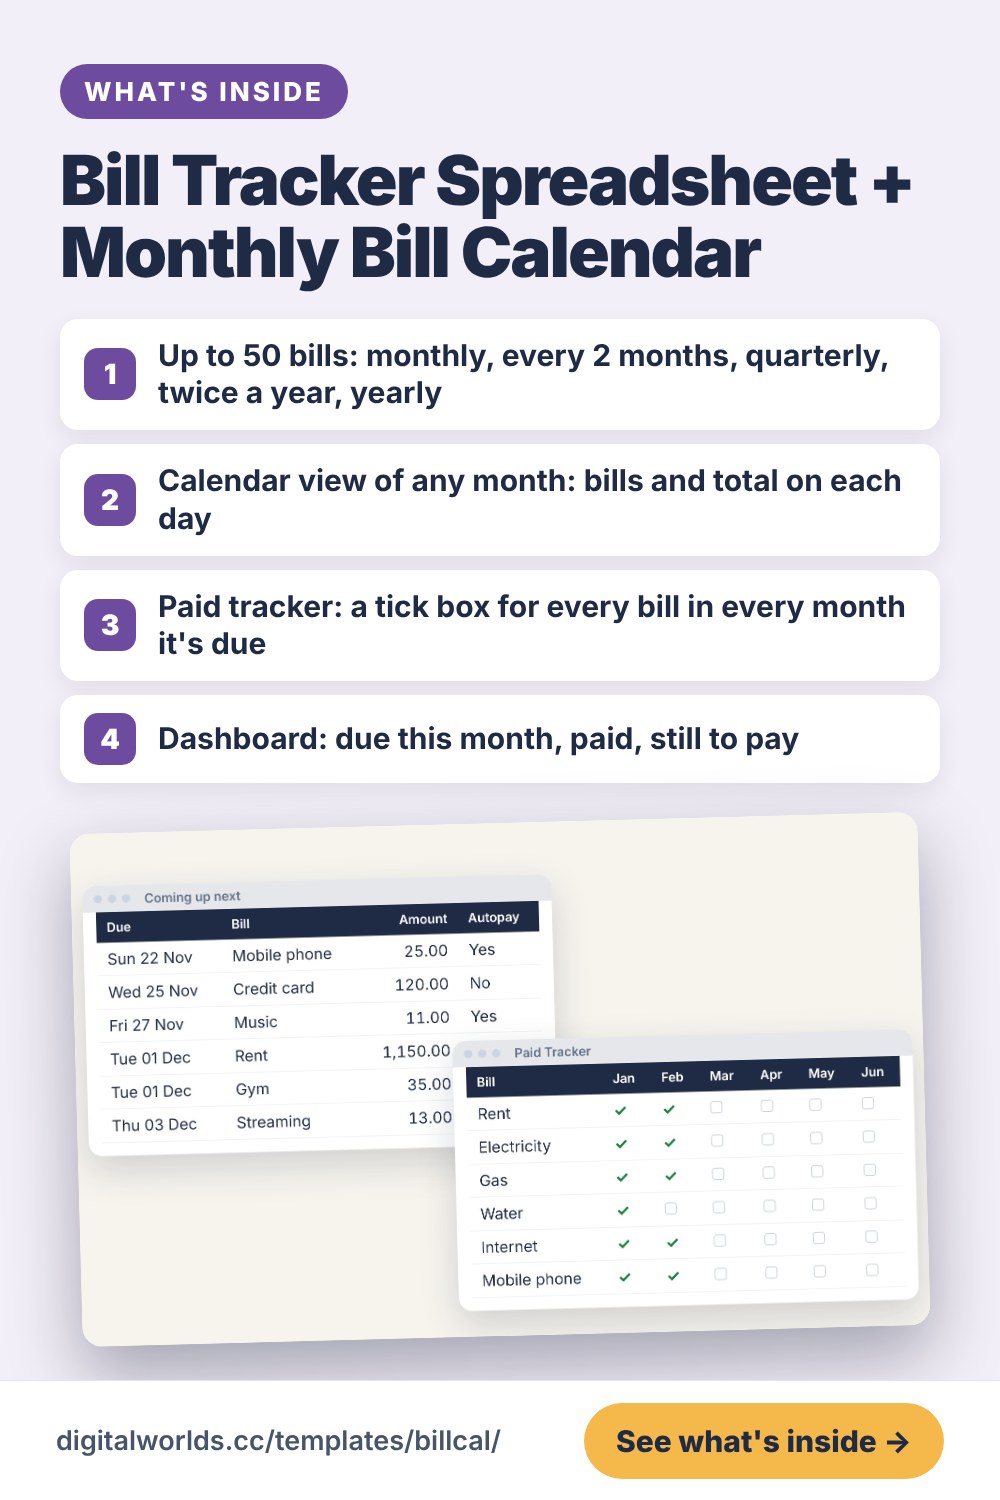 WHAT'S INSIDE
Bill Tracker Spreadsheet +
Monthly Bill Calendar
1 Up to 50 bills: monthly, every 2 months, quarterly,
twice a year, yearly
2 Calendar view of any month: bills and total on each
day
3 Paid tracker: a tick box for every bill in every month
it's due
4 Dashboard: due this month, paid, still to pay
Coming up next
Due Bill Amount Autopay
Sun 22 Nov Mobile phone 25.00 Yes
Wed 25 Nov Credit card 120.00 No
Fri 27 Nov Music 11.00 Yes
Tue 01 Dec Rent 1,150.00
Tue 01 Dec Gym 35.00
Thu 03 Dec Streaming 13.00
Paid Tracker
Bill Jan Feb Mar Apr May Jun
Rent
Electricity
Gas
Water
Internet
Mobile phone
digitalworlds.cc/templates/billcal/
See what's inside →